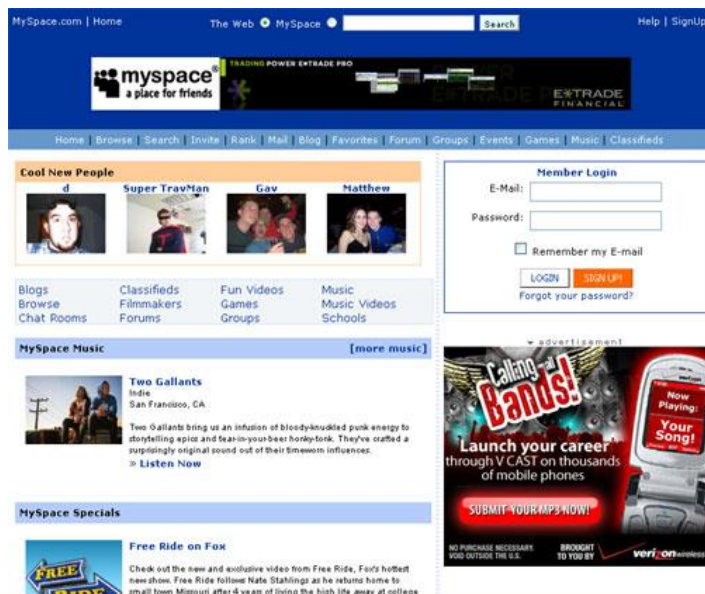 MySpace.com | Home
The Web MySpace Search
Help | SignUp
myspace®
a place for friends
TRADING POWER E*TRADE PRO
E*TRADE
FINANCIAL
Home | Browse | Search | Invite | Rank | Mail | Blog | Favorites | Forum | Groups | Events | Games | Music | Classifieds
Cool New People
d Super TravMan Gav Matthew
Member Login
E-Mail:
Password:
Remember my E-mail
LOGIN SIGN UP!
Forgot your password?
Blogs Classifieds Fun Videos Music
Browse Filmmakers Games Music Videos
Chat Rooms Forums Groups Schools
MySpace Music [more music]
Two Gallants
Indie
San Francisco, CA
Two Gallants bring us an infusion of bloody-knuckled punk energy to
storytelling epics and tear-in-your-beer honky-tonk. They've crafted a
surprisingly original sound out of their timeworn influences.
» Listen Now
MySpace Specials
FREE
RIDE
Free Ride on Fox
Check out the new and exclusive video from Free Ride, Fox's hottest
new show. Free Ride follows Nate Stahlings as he returns home to
small town Missouri after 4 years of living the high life away at college
advertisement
Calling all
Bands!
Now
Playing:
Your
Song!
Launch your career
through V CAST on thousands
of mobile phones
SUBMIT YOUR MP3 NOW!
NO PURCHASE NECESSARY.
VOID OUTSIDE THE U.S.
BROUGHT
TO YOU BY
verizon wireless